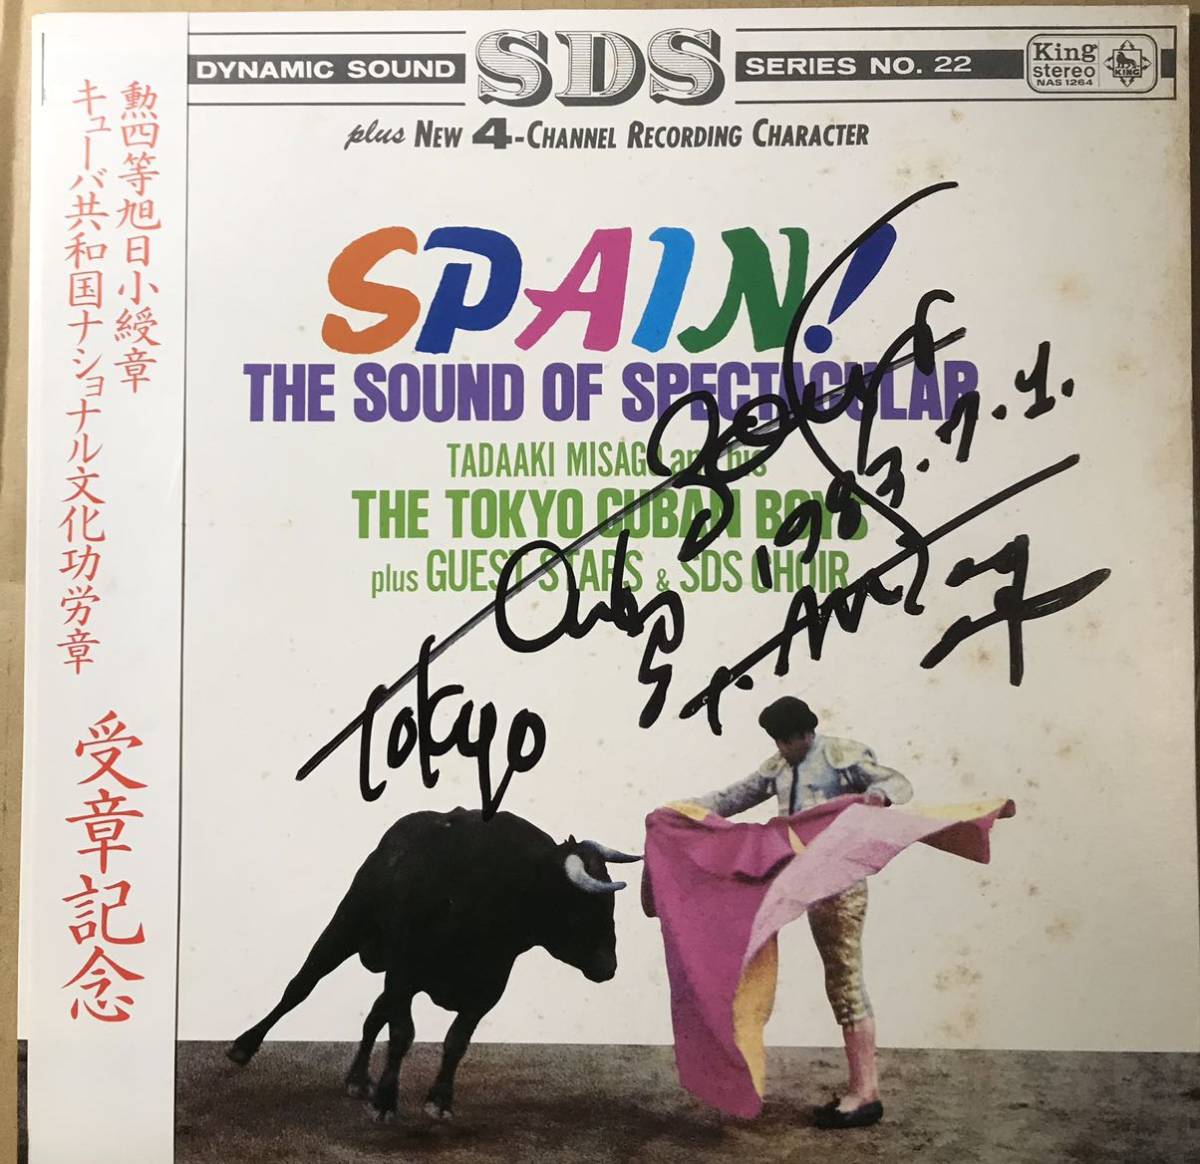 DYNAMIC SOUND SDS SERIES NO. 22
King
stereo
NAS 1264
KING
plus NEW 4-CHANNEL RECORDING CHARACTER
SPAIN!
THE SOUND OF SPECTACULAR
TADAAKI MISAGO and his
THE TOKYO CUBAN BOYS
plus GUEST STARS & SDS CHOIR
勲四等旭日小綬章
キューバ共和国ナショナル文化功労章
受章記念
Tokyo
1983.7.1.